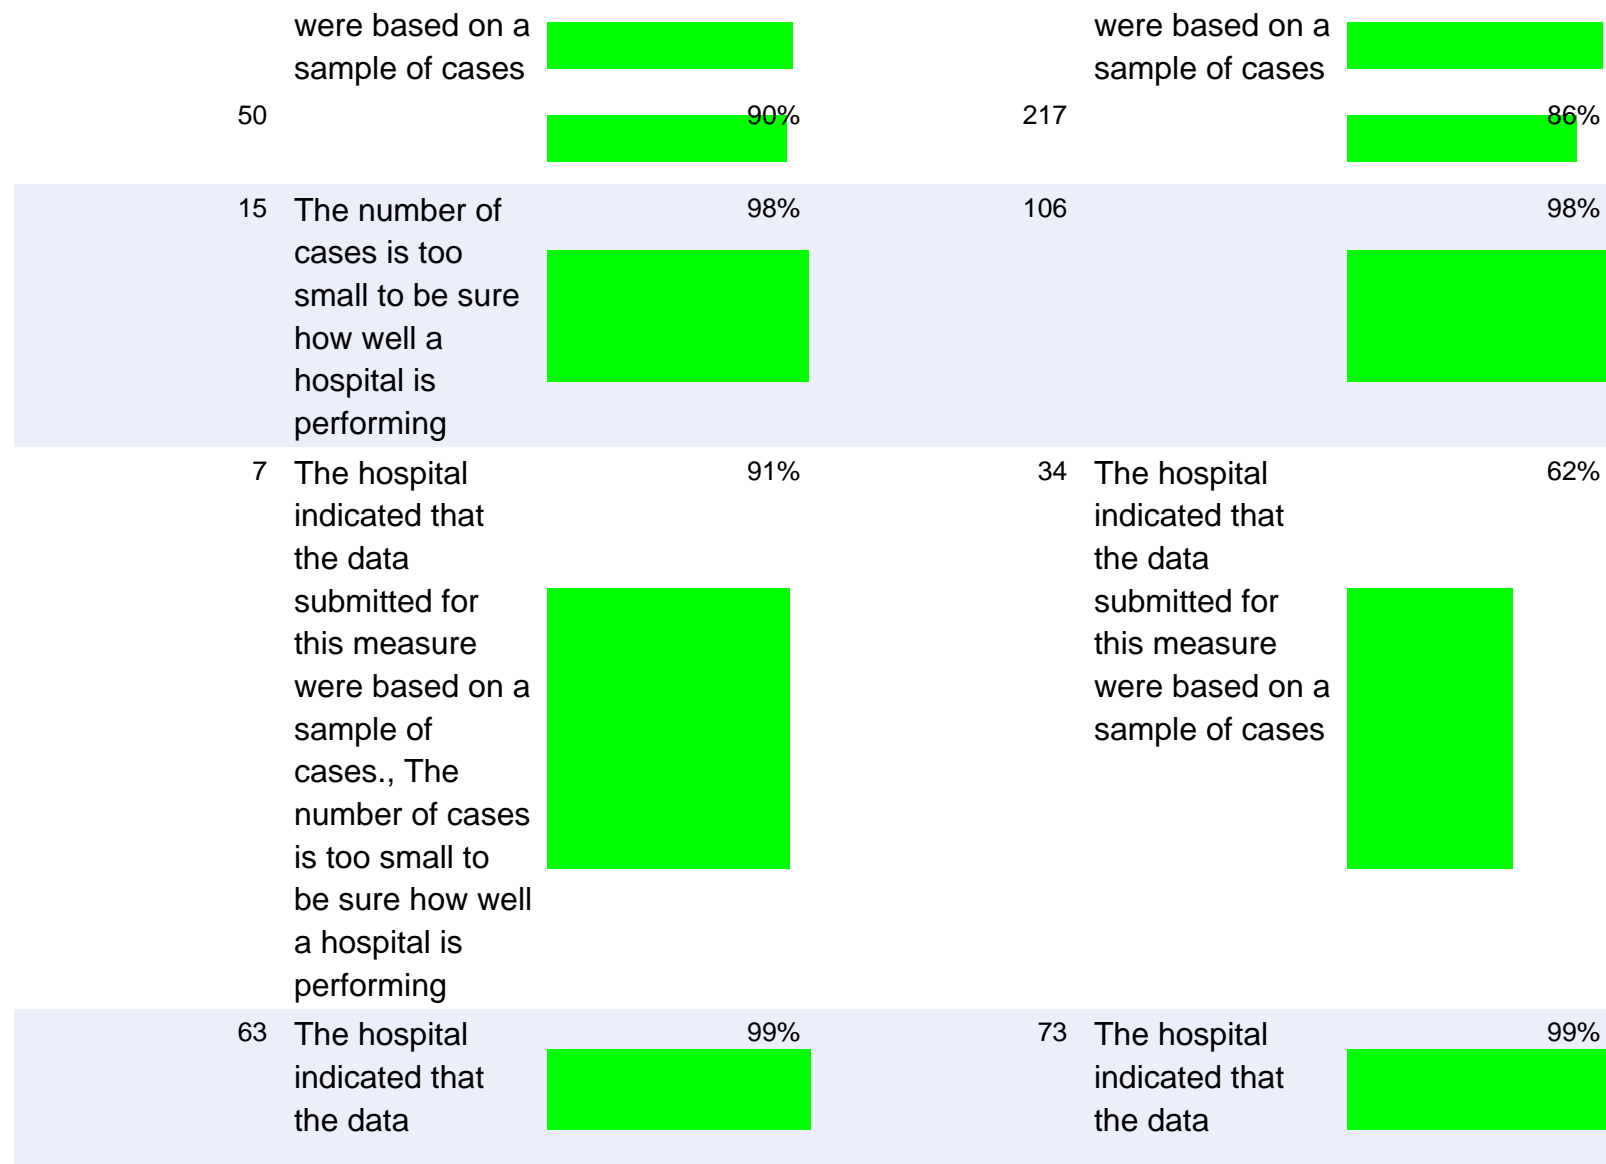 were based on a
sample of cases
were based on a
sample of cases
50 90% 217 86%
15 The number of 98% 106 98%
cases is too
small to be sure
how well a
hospital is
performing
7 The hospital 91% 34 The hospital 62%
indicated that indicated that
the data the data
submitted for submitted for
this measure this measure
were based on a were based on a
sample of sample of cases
cases., The
number of cases
is too small to
be sure how well
a hospital is
performing
63 The hospital 99% 73 The hospital 99%
indicated that indicated that
the data the data